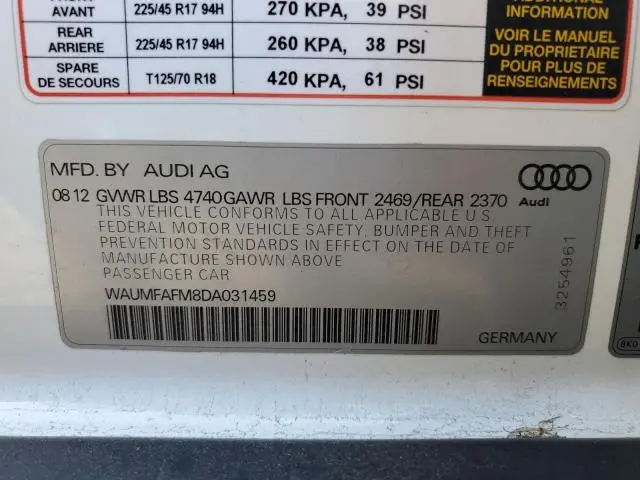 AVANT 225/45 R17 94H 270 KPA, 39 PSI
REAR
ARRIERE 225/45 R17 94H 260 KPA, 38 PSI
SPARE
DE SECOURS T125/70 R18 420 KPA, 61 PSI
ADDITIONAL
INFORMATION
VOIR LE MANUEL
DU PROPRIETAIRE
POUR PLUS DE
RENSEIGNEMENTS
MFD. BY AUDI AG
08 12 GVWR LBS 4740 GAWR LBS FRONT 2469/REAR 2370
THIS VEHICLE CONFORMS TO ALL APPLICABLE U S
FEDERAL MOTOR VEHICLE SAFETY, BUMPER AND THEFT
PREVENTION STANDARDS IN EFFECT ON THE DATE OF
MANUFACTURE SHOWN ABOVE
PASSENGER CAR
WAUMFAFM8DA031459
GERMANY
Audi
3254961
8K0